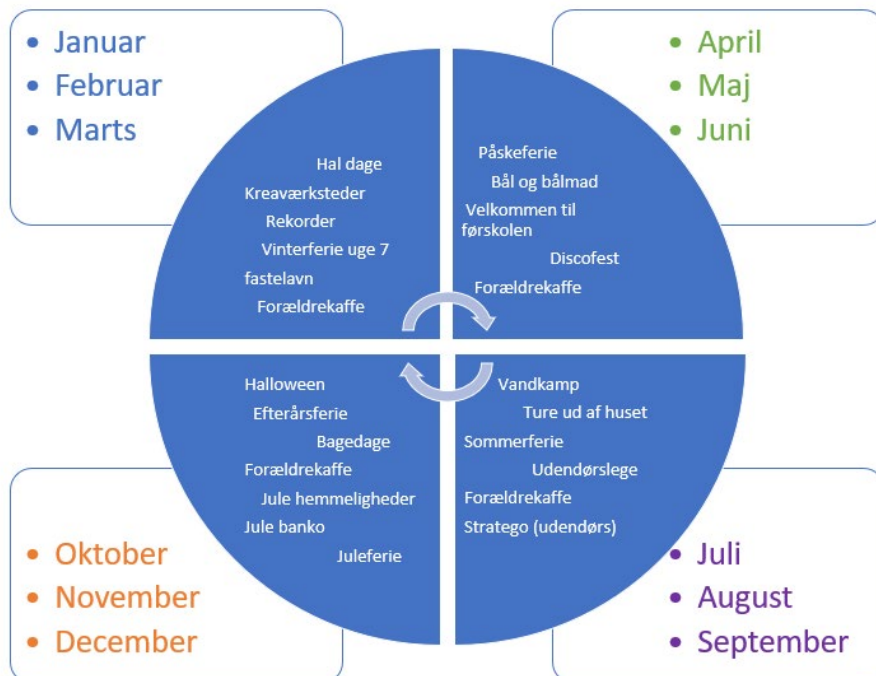 • Januar
• Februar
• Marts
Hal dage
Kreaværksteder
Rekorder
Vinterferie uge 7
fastelavn
Forældrekaffe
• April
• Maj
• Juni
Påskeferie
Bål og bålmad
Velkommen til
førskolen
Discofest
Forældrekaffe
Vandkamp
Ture ud af huset
Sommerferie
Udendørslege
Forældrekaffe
Stratego (udendørs)
• Juli
• August
• September
Halloween
Efterårsferie
Bagedage
Forældrekaffe
Jule hemmeligheder
Jule banko
Juleferie
• Oktober
• November
• December